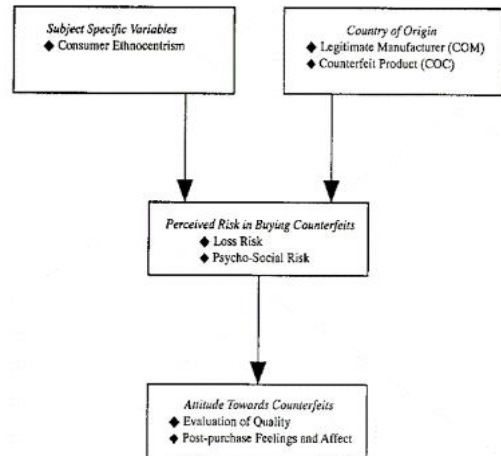 Subject Specific Variables
◆ Consumer Ethnocentrism
Country of Origin
◆ Legitimate Manufacturer (COM)
◆ Counterfeit Product (COC)
Perceived Risk in Buying Counterfeits
◆ Loss Risk
◆ Psycho-Social Risk
Attitude Towards Counterfeits
◆ Evaluation of Quality
◆ Post-purchase Feelings and Affect